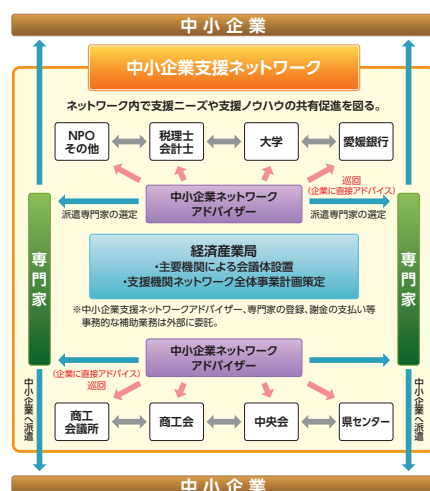 中小企業
中小企業支援ネットワーク
ネットワーク内で支援ニーズや支援ノウハウの共有促進を図る。
NPO
その他
税理士
会計士
大学
愛媛銀行
巡回
(企業に直接アドバイス)
中小企業ネットワーク
アドバイザー
派遣専門家の選定
派遣専門家の選定
専門家
専門家
経済産業局
・主要機関による会議体設置
・支援機関ネットワーク全体事業計画策定
※中小企業支援ネットワークアドバイザー、専門家の登録、謝金の支払い等
事務的な補助業務は外部に委託。
中小企業ネットワーク
アドバイザー
(企業に直接アドバイス)
巡回
中小企業へ派遣
中小企業へ派遣
商工
会議所
商工会
中央会
県センター
中小企業